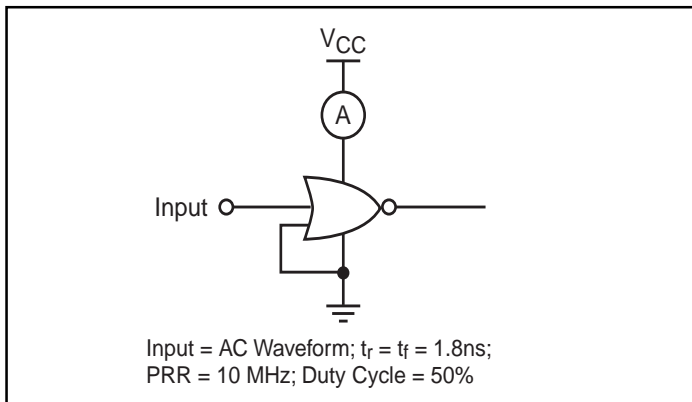 VCC
A
Input
Input = AC Waveform; tr = tf = 1.8ns;
PRR = 10 MHz; Duty Cycle = 50%